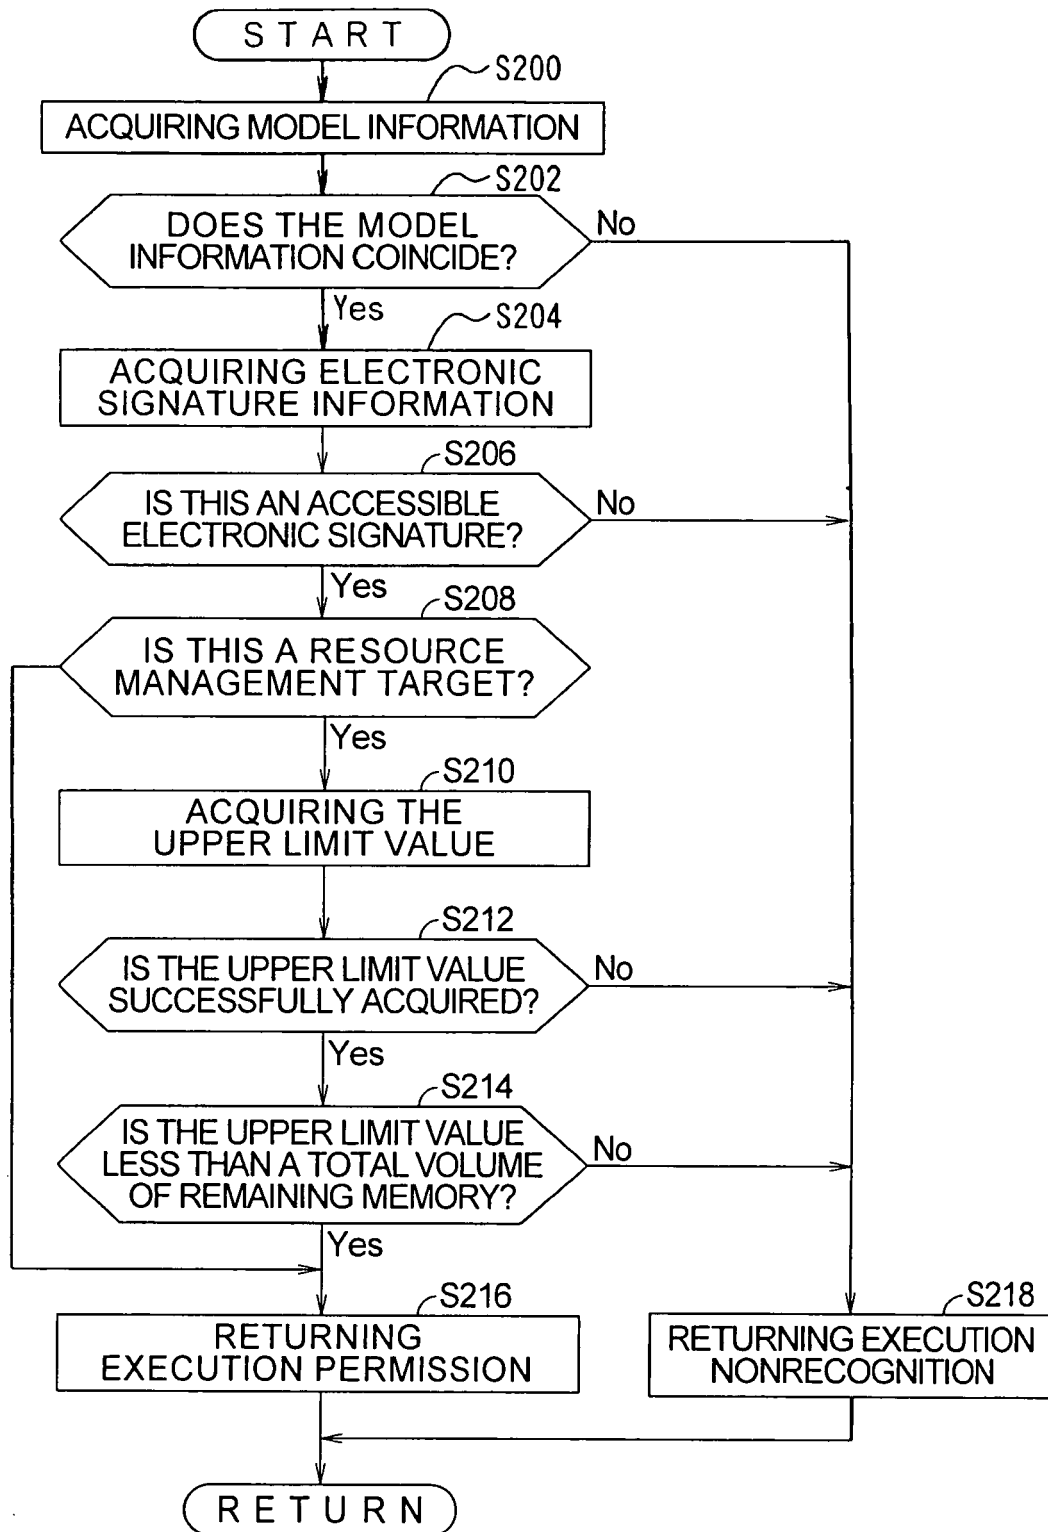 START
S200
ACQUIRING MODEL INFORMATION
S202
DOES THE MODEL
INFORMATION COINCIDE?
No
Yes
S204
ACQUIRING ELECTRONIC
SIGNATURE INFORMATION
S206
IS THIS AN ACCESSIBLE
ELECTRONIC SIGNATURE?
No
Yes
S208
IS THIS A RESOURCE
MANAGEMENT TARGET?
Yes
S210
ACQUIRING THE
UPPER LIMIT VALUE
S212
IS THE UPPER LIMIT VALUE
SUCCESSFULLY ACQUIRED?
No
Yes
S214
IS THE UPPER LIMIT VALUE
LESS THAN A TOTAL VOLUME
OF REMAINING MEMORY?
No
Yes
S216
RETURNING
EXECUTION PERMISSION
S218
RETURNING EXECUTION
NONRECOGNITION
RETURN